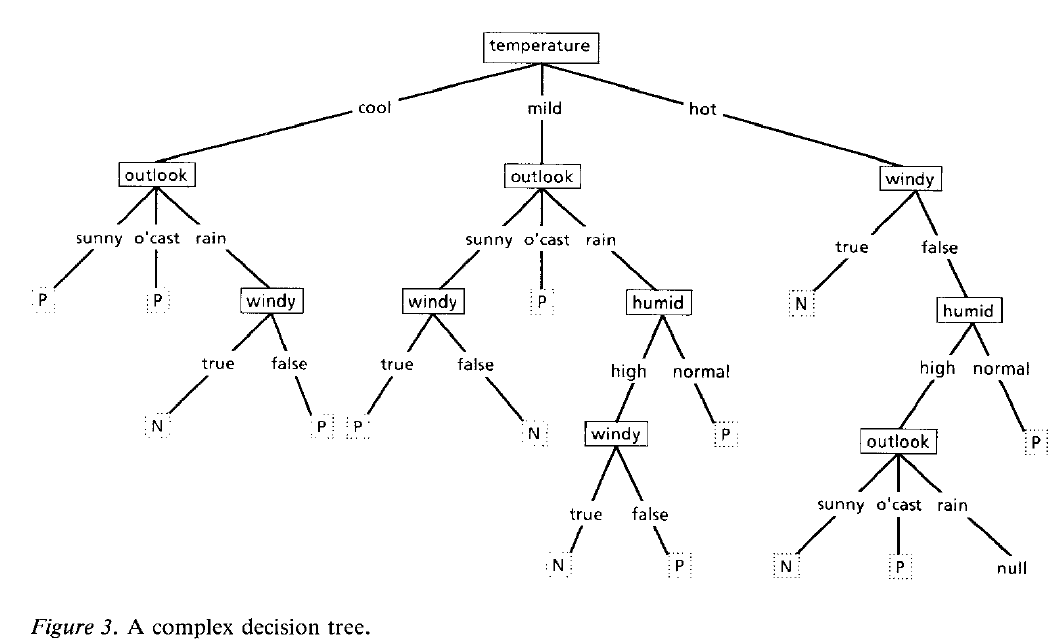 temperature
cool mild hot
outlook outlook windy
sunny o'cast rain sunny o'cast rain true false
P P windy windy P humid N humid
true false true false high normal high normal
N P P N windy P outlook P
true false sunny o'cast rain
N P N P null
Figure 3. A complex decision tree.